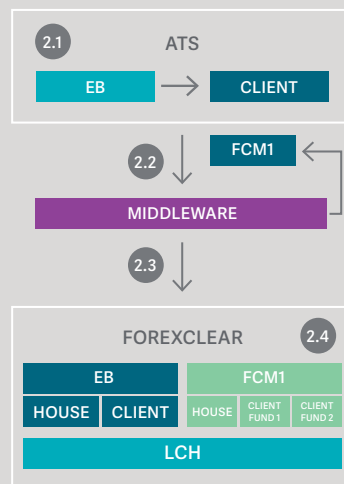 2.1
ATS
EB
CLIENT
2.2
FCM1
MIDDLEWARE
2.3
FOREXCLEAR
2.4
EB
FCM1
HOUSE
CLIENT
HOUSE
CLIENT
FUND 1
CLIENT
FUND 2
LCH